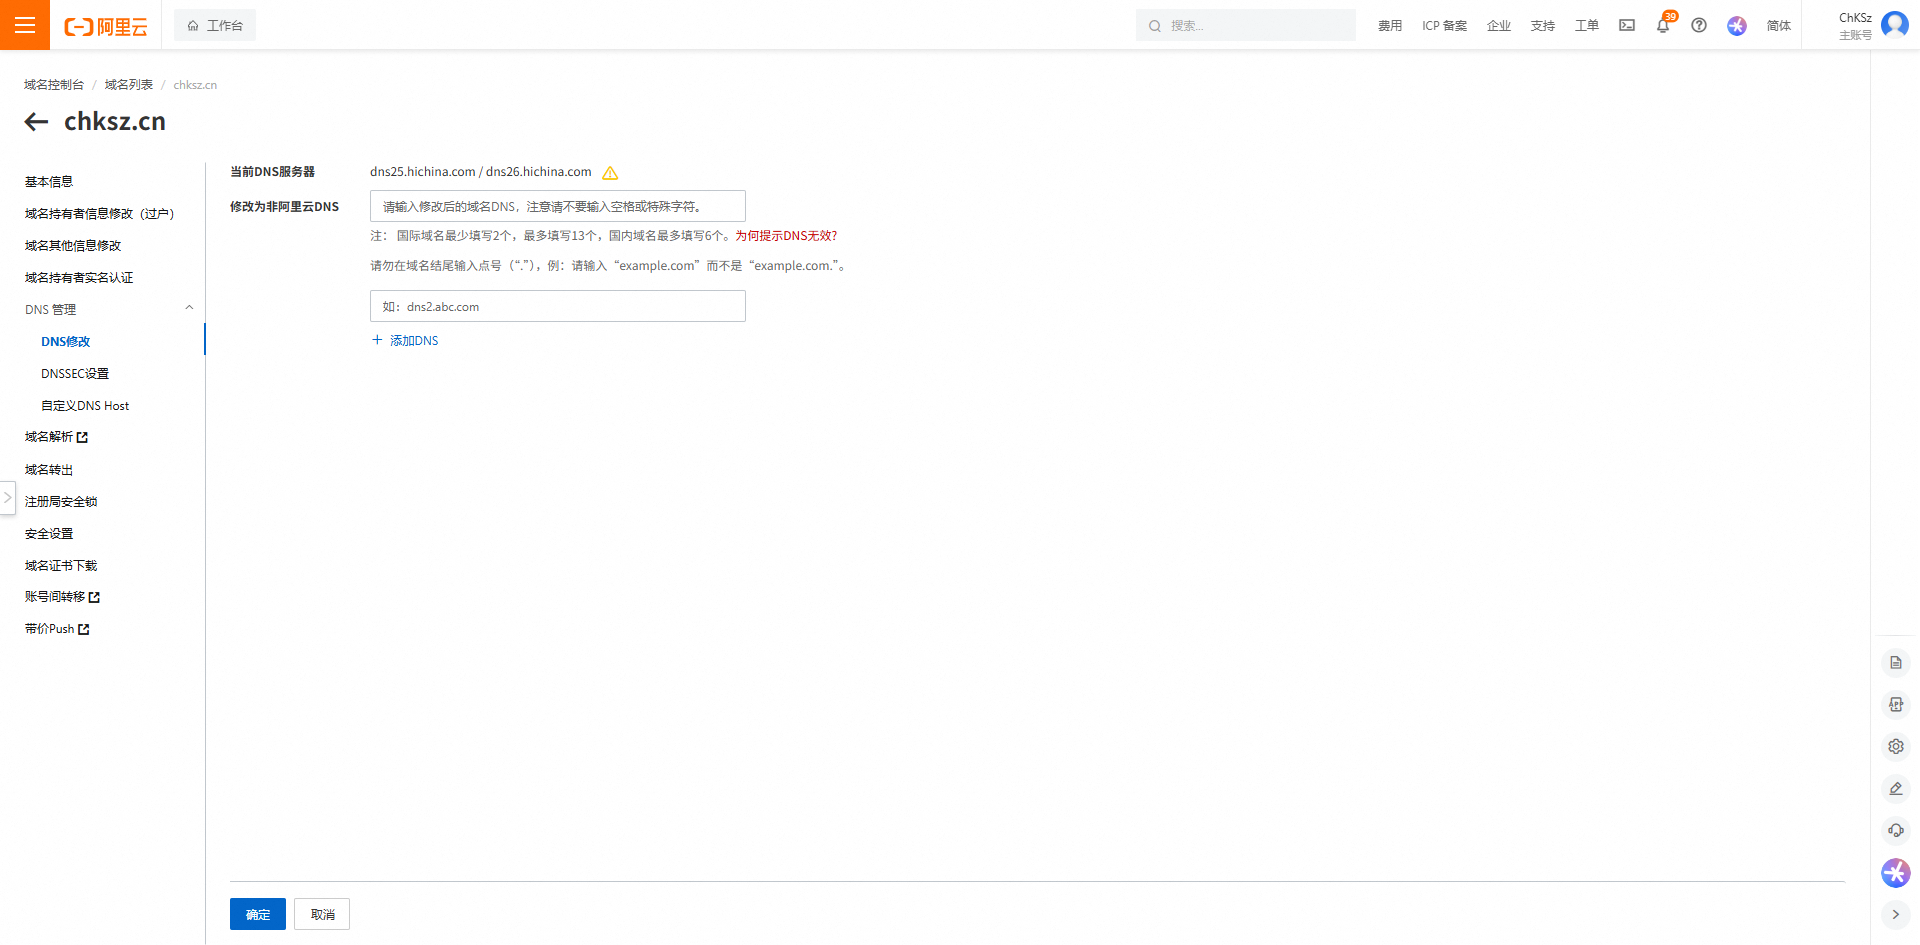 阿里云
工作台
搜索...
费用
ICP 备案
企业
支持
工单
39
简体
ChKSz
主账号
域名控制台 / 域名列表 / chksz.cn
chksz.cn
基本信息
域名持有者信息修改（过户）
域名其他信息修改
域名持有者实名认证
DNS 管理
DNS修改
DNSSEC设置
自定义DNS Host
域名解析
域名转出
注册局安全锁
安全设置
域名证书下载
账号间转移
带价Push
当前DNS服务器
dns25.hichina.com / dns26.hichina.com
修改为非阿里云DNS
请输入修改后的域名DNS，注意请不要输入空格或特殊字符。
注： 国际域名最少填写2个，最多填写13个，国内域名最多填写6个。为何提示DNS无效?
请勿在域名结尾输入点号（“.”），例：请输入“example.com”而不是“example.com.”。
如：dns2.abc.com
添加DNS
确定
取消
API